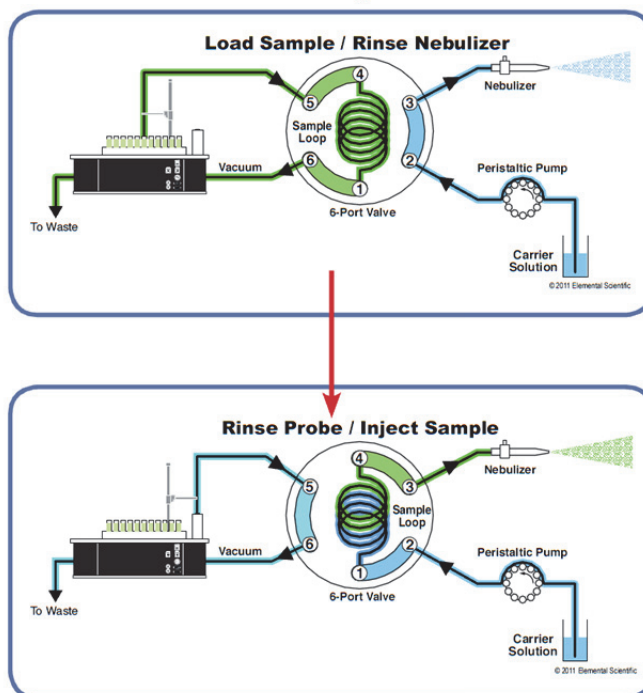 Load Sample / Rinse Nebulizer
4
5
3
Nebulizer
Sample
Loop
6
2
Vacuum
1
Peristaltic Pump
To Waste
6-Port Valve
Carrier
Solution
© 2011 Elemental Scientific
Rinse Probe / Inject Sample
4
5
3
Nebulizer
Sample
Loop
6
2
Vacuum
1
Peristaltic Pump
To Waste
6-Port Valve
Carrier
Solution
© 2011 Elemental Scientific